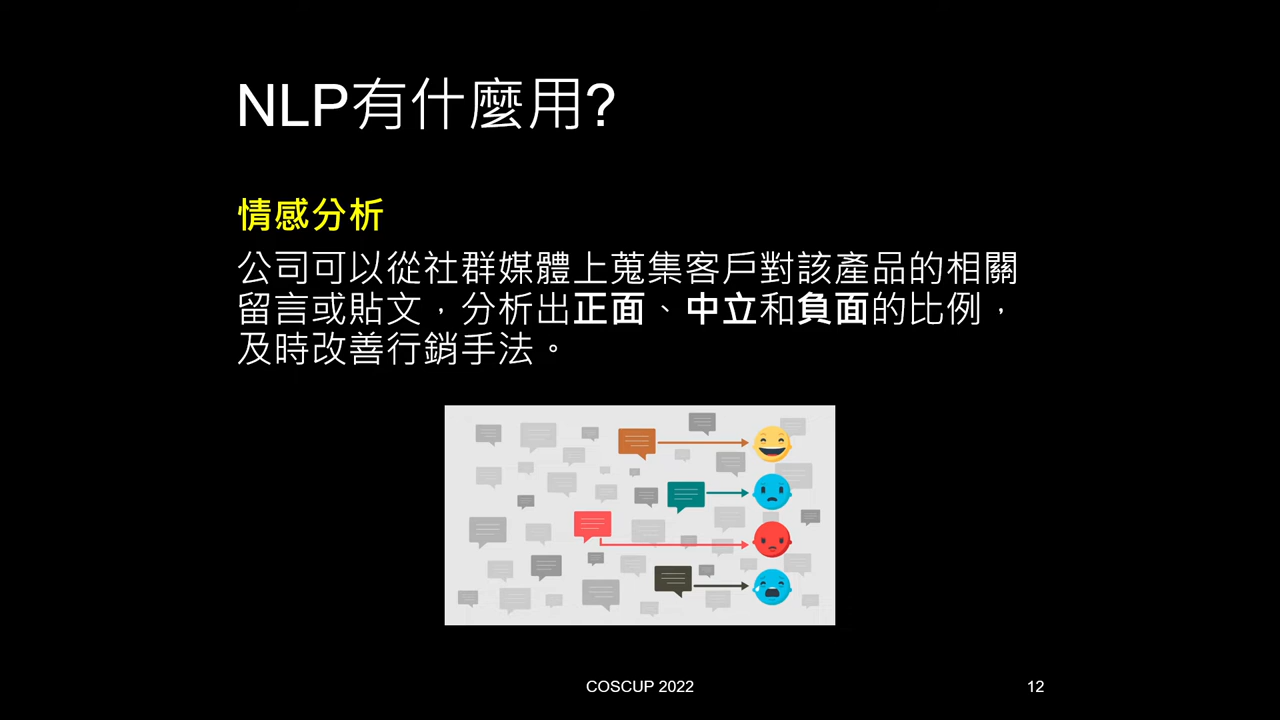 NLP有什麼用?
情感分析
公司可以從社群媒體上蒐集客戶對該產品的相關
留言或貼文，分析出正面、中立和負面的比例，
及時改善行銷手法。
COSCUP 2022
12